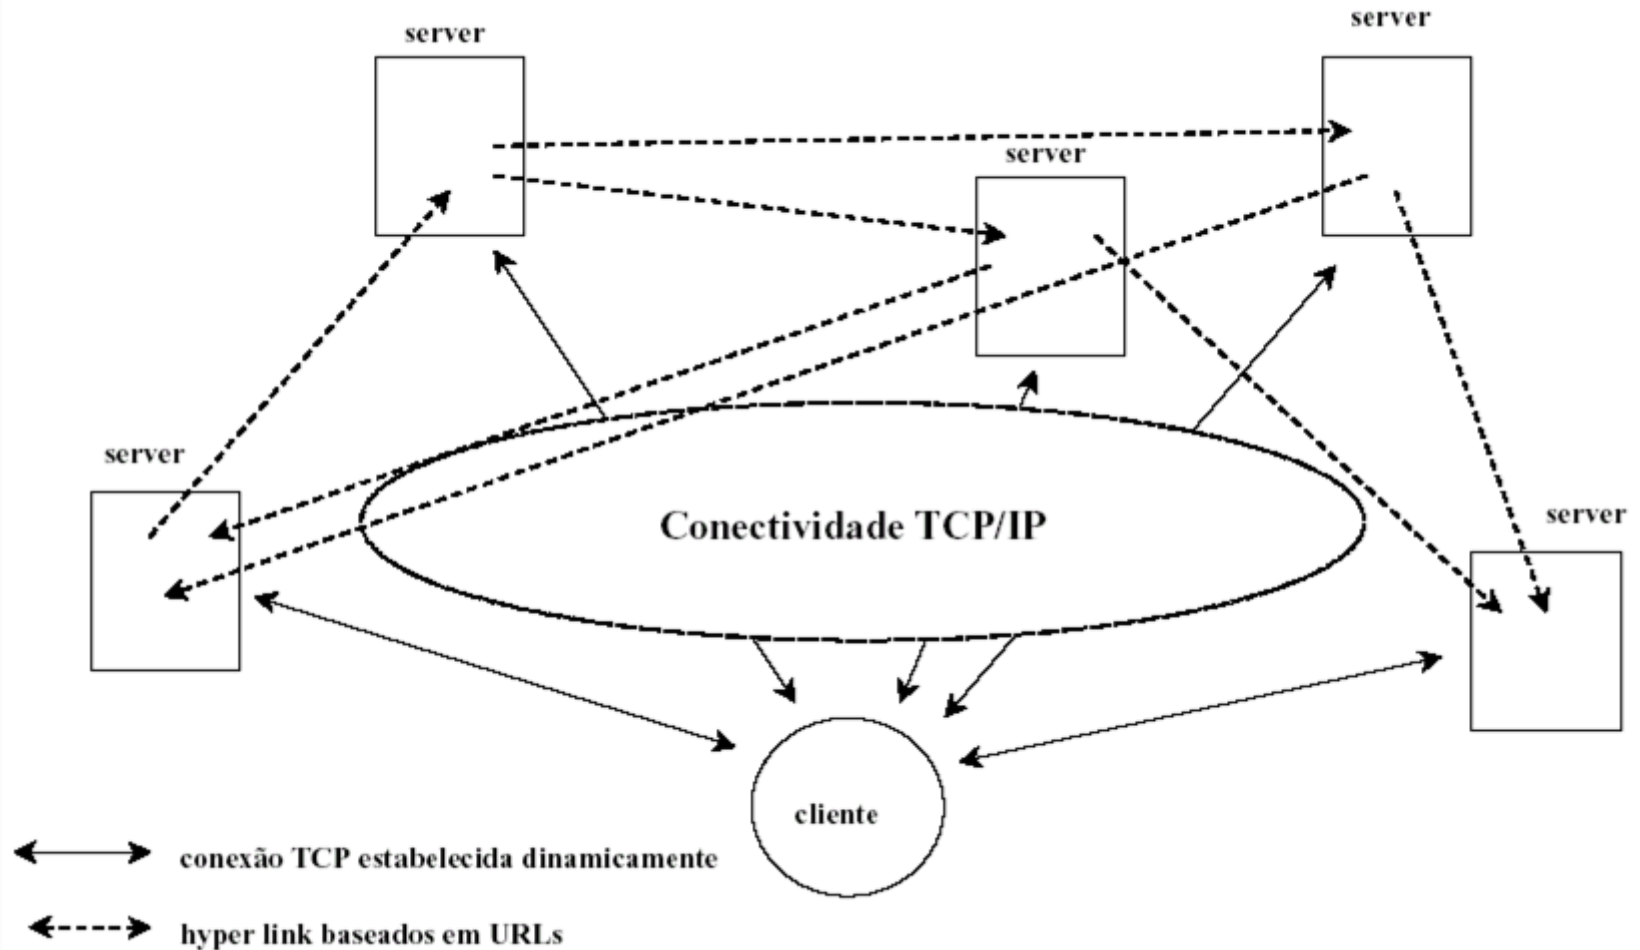 server
server
server
server
server
Conectividade TCP/IP
cliente
conexão TCP estabelecida dinamicamente
hyper link baseados em URLs